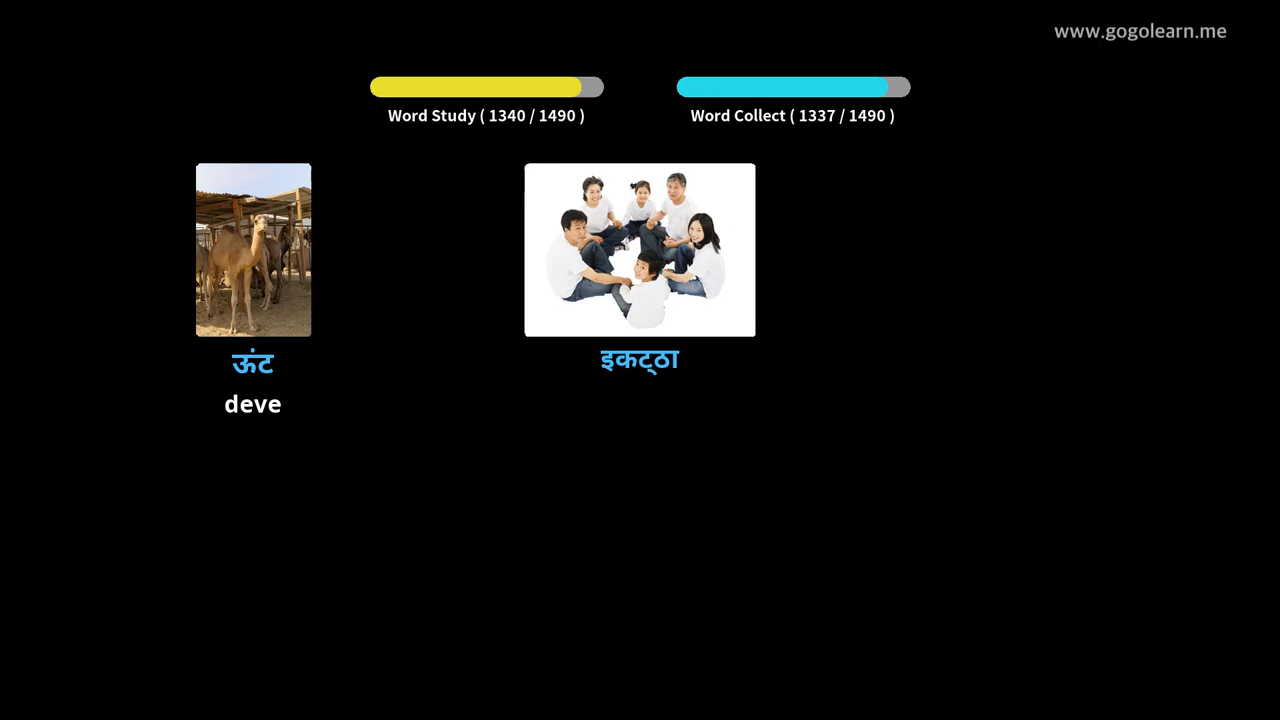 www.gogolearn.me
Word Study ( 1340 / 1490 )
Word Collect ( 1337 / 1490 )
ऊंट
deve
इकट्ठा